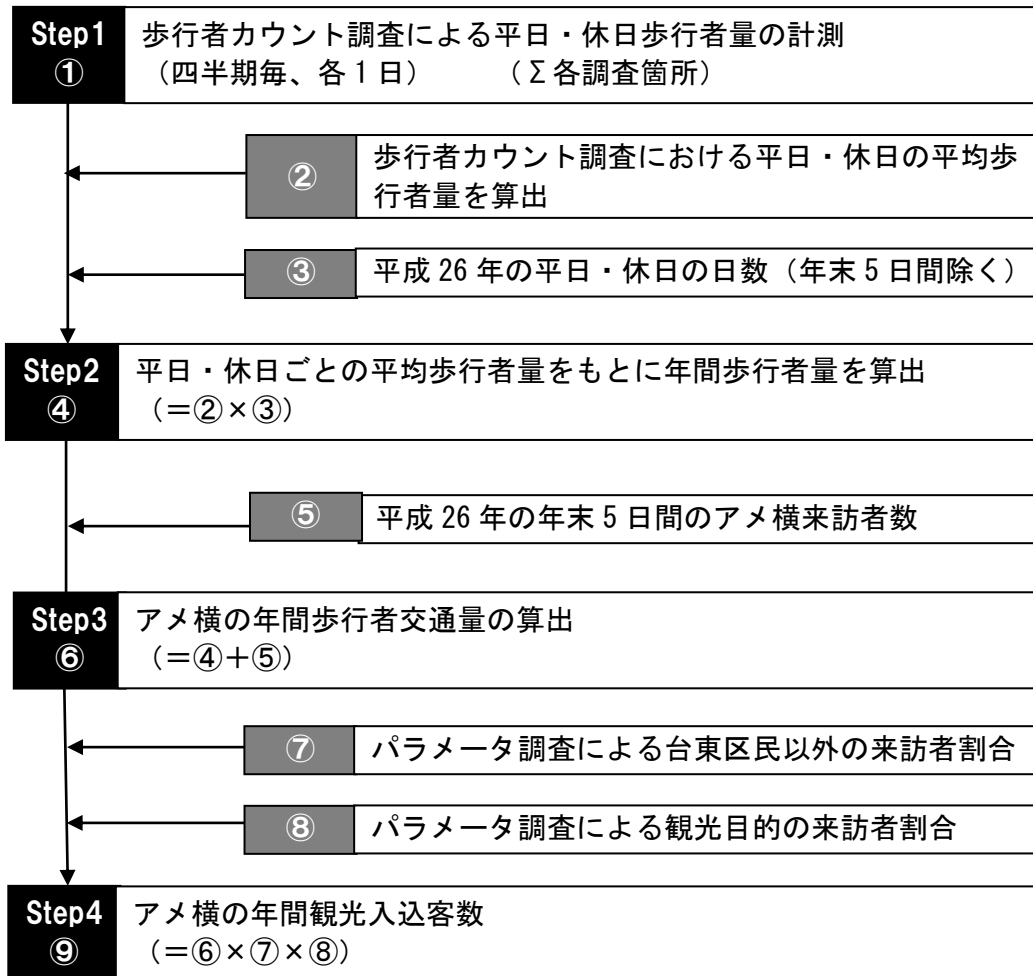 Step1
①
歩行者カウント調査による平日・休日歩行者量の計測
（四半期毎、各1日）　　（Σ各調査箇所）
②
歩行者カウント調査における平日・休日の平均歩
行者量を算出
③
平成26年の平日・休日の日数（年末5日間除く）
Step2
④
平日・休日ごとの平均歩行者量をもとに年間歩行者量を算出
（＝②×③）
⑤
平成26年の年末5日間のアメ横来訪者数
Step3
⑥
アメ横の年間歩行者交通量の算出
（＝④＋⑤）
⑦
パラメータ調査による台東区民以外の来訪者割合
⑧
パラメータ調査による観光目的の来訪者割合
Step4
⑨
アメ横の年間観光入込客数
（＝⑥×⑦×⑧）